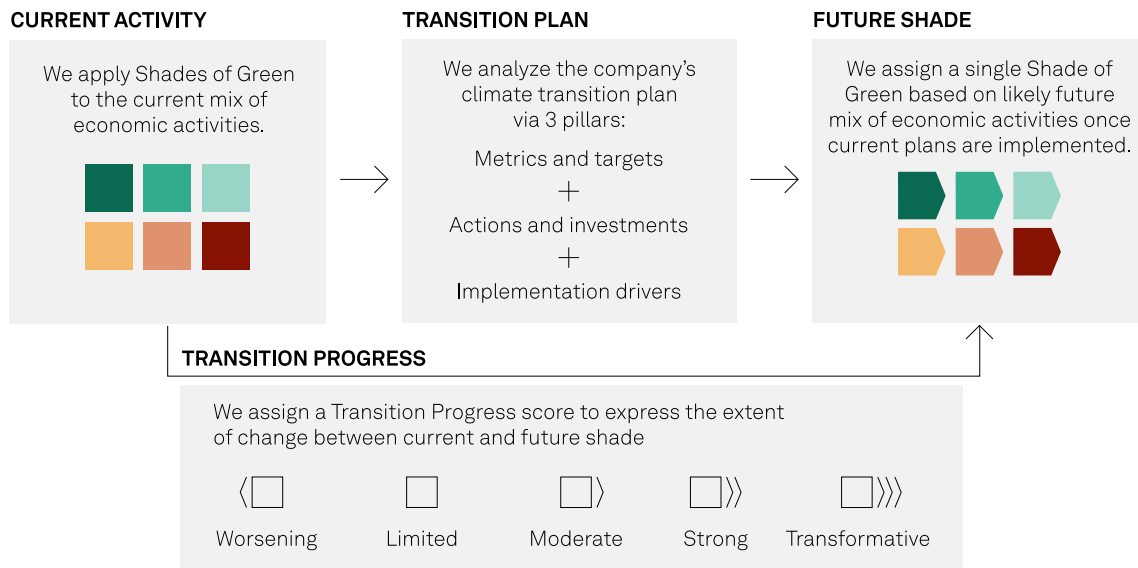 CURRENT ACTIVITY
We apply Shades of Green
to the current mix of
economic activities.
TRANSITION PLAN
We analyze the company's
climate transition plan
via 3 pillars:
Metrics and targets
+
Actions and investments
+
Implementation drivers
FUTURE SHADE
We assign a single Shade of
Green based on likely future
mix of economic activities once
current plans are implemented.
TRANSITION PROGRESS
We assign a Transition Progress score to express the extent
of change between current and future shade
Worsening
Limited
Moderate
Strong
Transformative